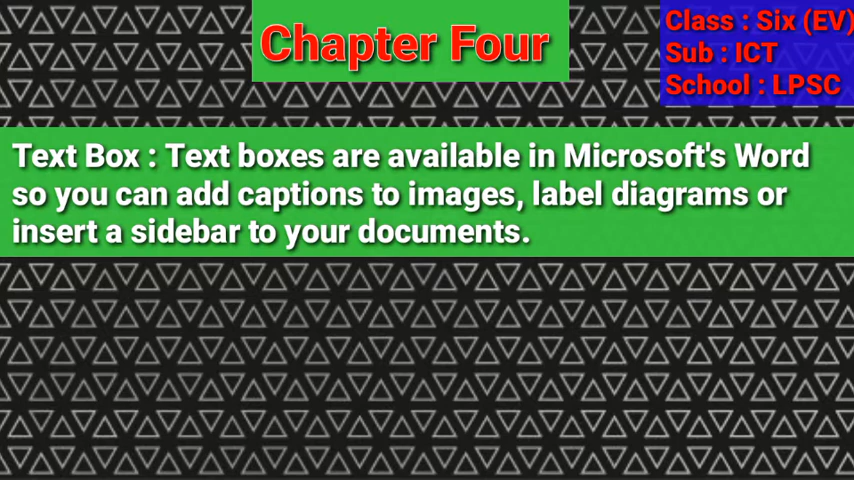 Chapter Four
Class : Six (EV)
Sub : ICT
School : LPSC
Text Box : Text boxes are available in Microsoft's Word
so you can add captions to images, label diagrams or
insert a sidebar to your documents.